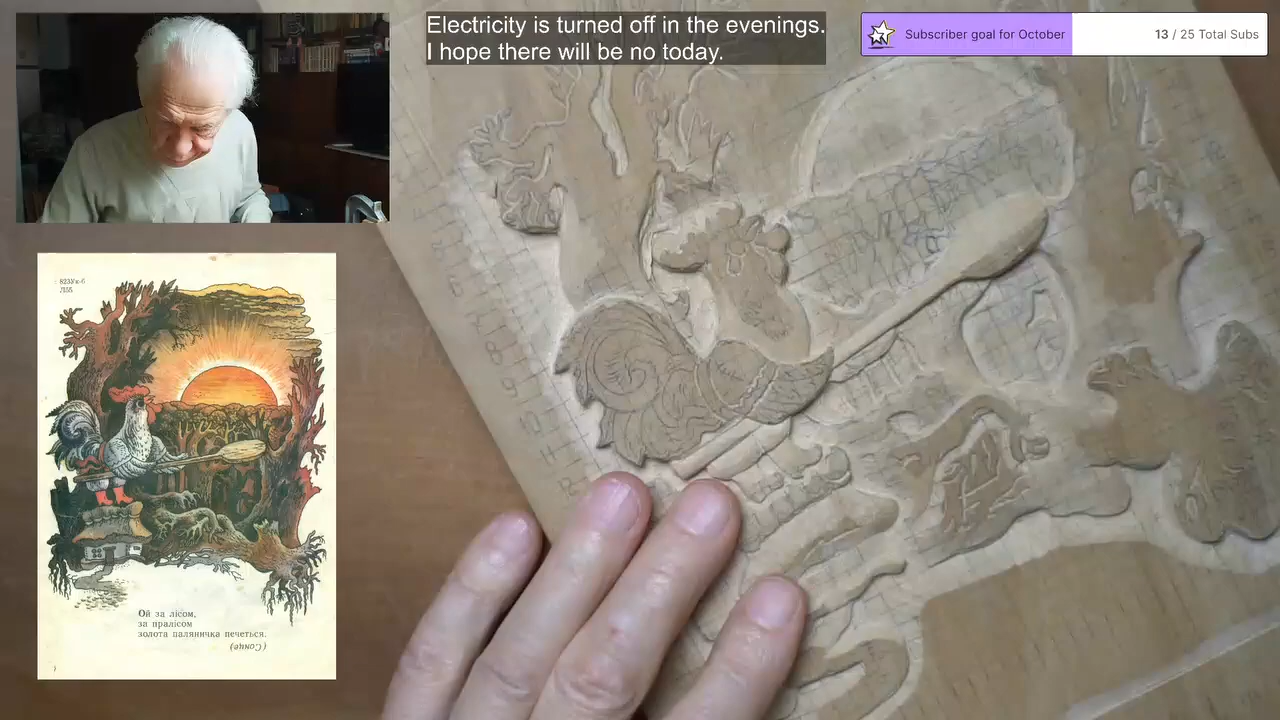 Electricity is turned off in the evenings.
I hope there will be no today.
Subscriber goal for October
13 / 25 Total Subs
Ой за лісом,
за пралісом
золота паляничка печеться.
(Сонце)